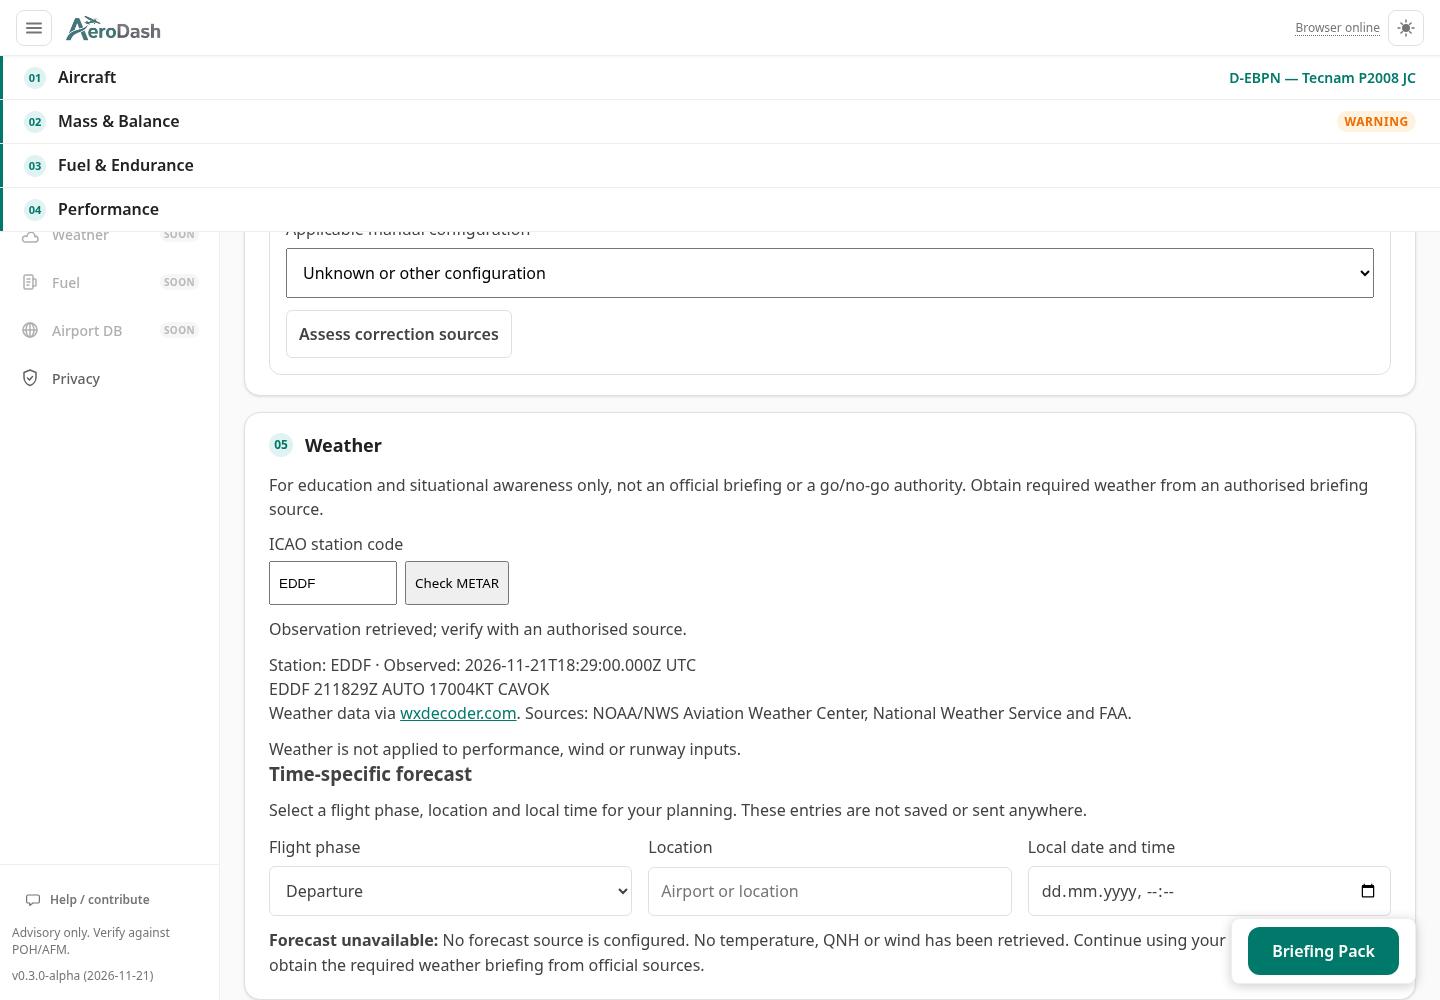 AeroDash
Browser online
01 Aircraft D-EBPN — Tecnam P2008 JC
02 Mass & Balance WARNING
03 Fuel & Endurance
04 Performance
Weather SOON
Fuel SOON
Airport DB SOON
Privacy
Applicable manual configuration
Unknown or other configuration
Assess correction sources
05 Weather
For education and situational awareness only, not an official briefing or a go/no-go authority. Obtain required weather from an authorised briefing
source.
ICAO station code
EDDF Check METAR
Observation retrieved; verify with an authorised source.
Station: EDDF · Observed: 2026-11-21T18:29:00.000Z UTC
EDDF 211829Z AUTO 17004KT CAVOK
Weather data via wxdecoder.com. Sources: NOAA/NWS Aviation Weather Center, National Weather Service and FAA.
Weather is not applied to performance, wind or runway inputs.
Time-specific forecast
Select a flight phase, location and local time for your planning. These entries are not saved or sent anywhere.
Flight phase Location Local date and time
Departure Airport or location dd.mm.yyyy, --:--
Forecast unavailable: No forecast source is configured. No temperature, QNH or wind has been retrieved. Continue using your
obtain the required weather briefing from official sources.
Briefing Pack
Help / contribute
Advisory only. Verify against
POH/AFM.
v0.3.0-alpha (2026-11-21)